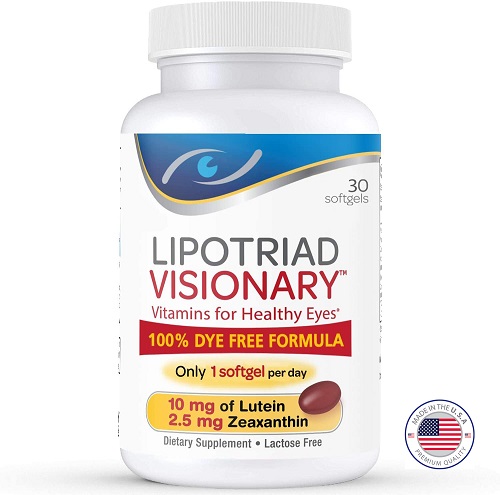 30
softgels
LIPOTRIAD
VISIONARY™
Vitamins for Healthy Eyes*
100% DYE FREE FORMULA
Only 1 softgel per day
10 mg of Lutein
2.5 mg Zeaxanthin
Dietary Supplement • Lactose Free
MADE IN THE U.S.A
PREMIUM QUALITY